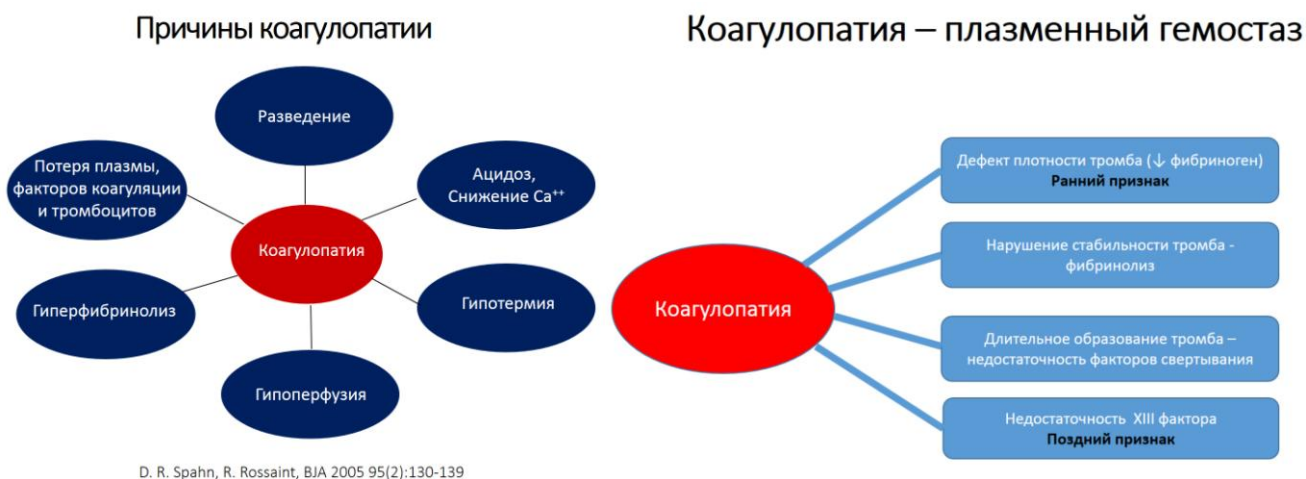 Причины коагулопатии
Разведение
Потеря плазмы,
факторов коагуляции
и тромбоцитов
Ацидоз,
Снижение Ca⁺⁺
Коагулопатия
Гиперфибринолиз
Гипотермия
Гипоперфузия
D. R. Spahn, R. Rossaint, BJA 2005 95(2):130-139
Коагулопатия – плазменный гемостаз
Коагулопатия
Дефект плотности тромба (↓ фибриноген)
Ранний признак
Нарушение стабильности тромба -
фибринолиз
Длительное образование тромба –
недостаточность факторов свертывания
Недостаточность XIII фактора
Поздний признак